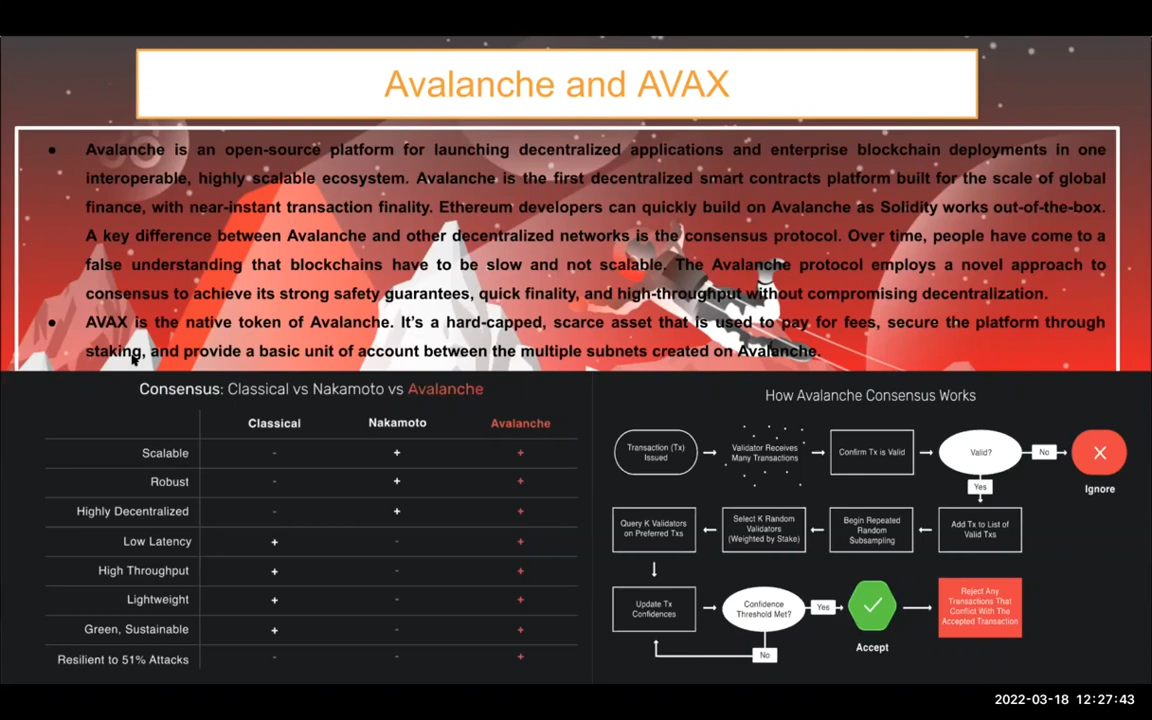 Avalanche and AVAX
● Avalanche is an open-source platform for launching decentralized applications and enterprise blockchain deployments in one
interoperable, highly scalable ecosystem. Avalanche is the first decentralized smart contracts platform built for the scale of global
finance, with near-instant transaction finality. Ethereum developers can quickly build on Avalanche as Solidity works out-of-the-box.
A key difference between Avalanche and other decentralized networks is the consensus protocol. Over time, people have come to a
false understanding that blockchains have to be slow and not scalable. The Avalanche protocol employs a novel approach to
consensus to achieve its strong safety guarantees, quick finality, and high-throughput without compromising decentralization.
● AVAX is the native token of Avalanche. It's a hard-capped, scarce asset that is used to pay for fees, secure the platform through
staking, and provide a basic unit of account between the multiple subnets created on Avalanche.
Consensus: Classical vs Nakamoto vs Avalanche
Classical Nakamoto Avalanche
Scalable - + +
Robust - + +
Highly Decentralized - + +
Low Latency + - +
High Throughput + - +
Lightweight + - +
Green, Sustainable + - +
Resilient to 51% Attacks - - +
How Avalanche Consensus Works
Transaction (Tx)
Issued
Validator Receives
Many Transactions
Confirm Tx is Valid
Valid?
No
Ignore
Yes
Add Tx to List of
Valid Txs
Begin Repeated
Random
Subsampling
Select K Random
Validators
(Weighted by Stake)
Query K Validators
on Preferred Txs
Update Tx
Confidences
Confidence
Threshold Met?
No
Yes
Accept
Reject Any
Transactions That
Conflict With The
Accepted Transaction
2022-03-18 12:27:43